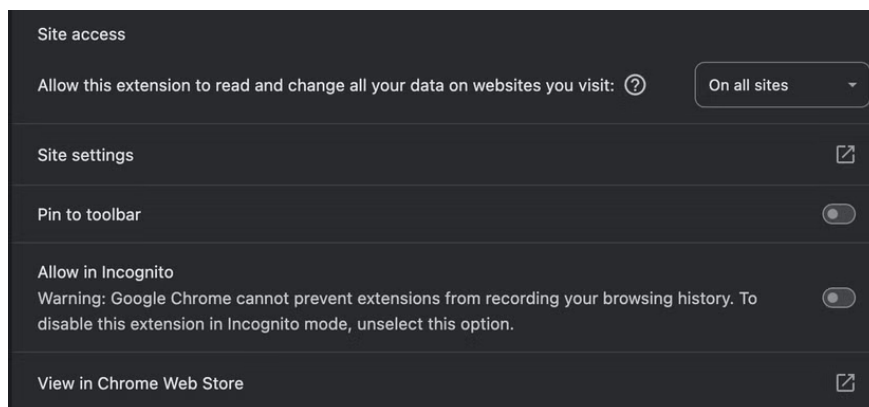 Site access
Allow this extension to read and change all your data on websites you visit:
On all sites
Site settings
Pin to toolbar
Allow in Incognito
Warning: Google Chrome cannot prevent extensions from recording your browsing history. To
disable this extension in Incognito mode, unselect this option.
View in Chrome Web Store